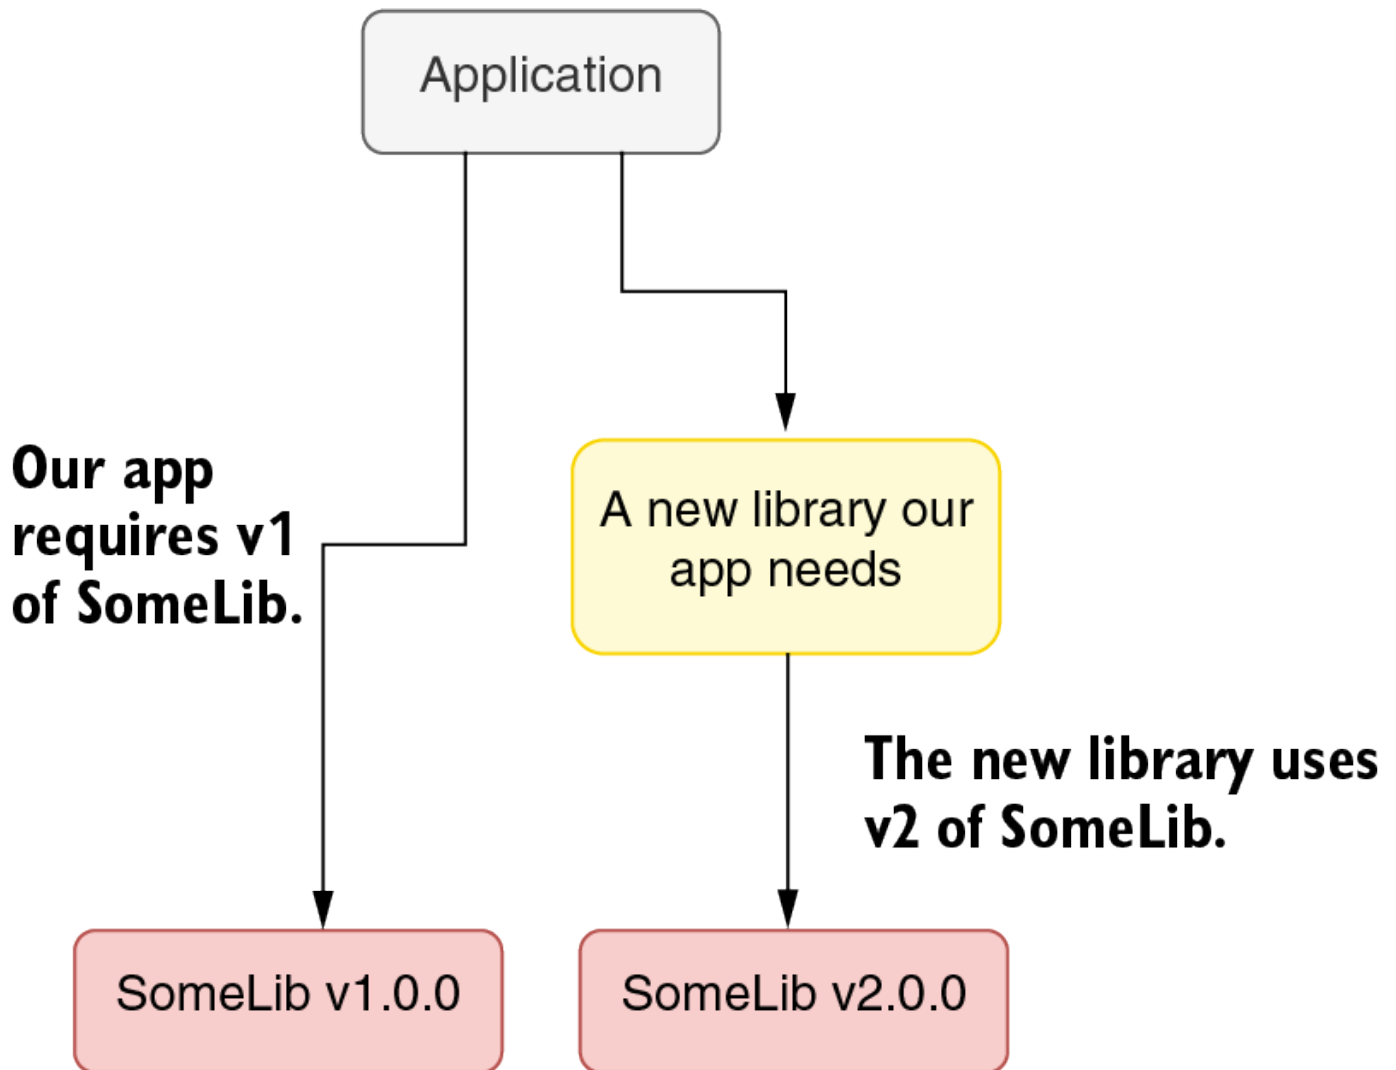 Application
Our app
requires v1
of SomeLib.
A new library our
app needs
The new library uses
v2 of SomeLib.
SomeLib v1.0.0
SomeLib v2.0.0